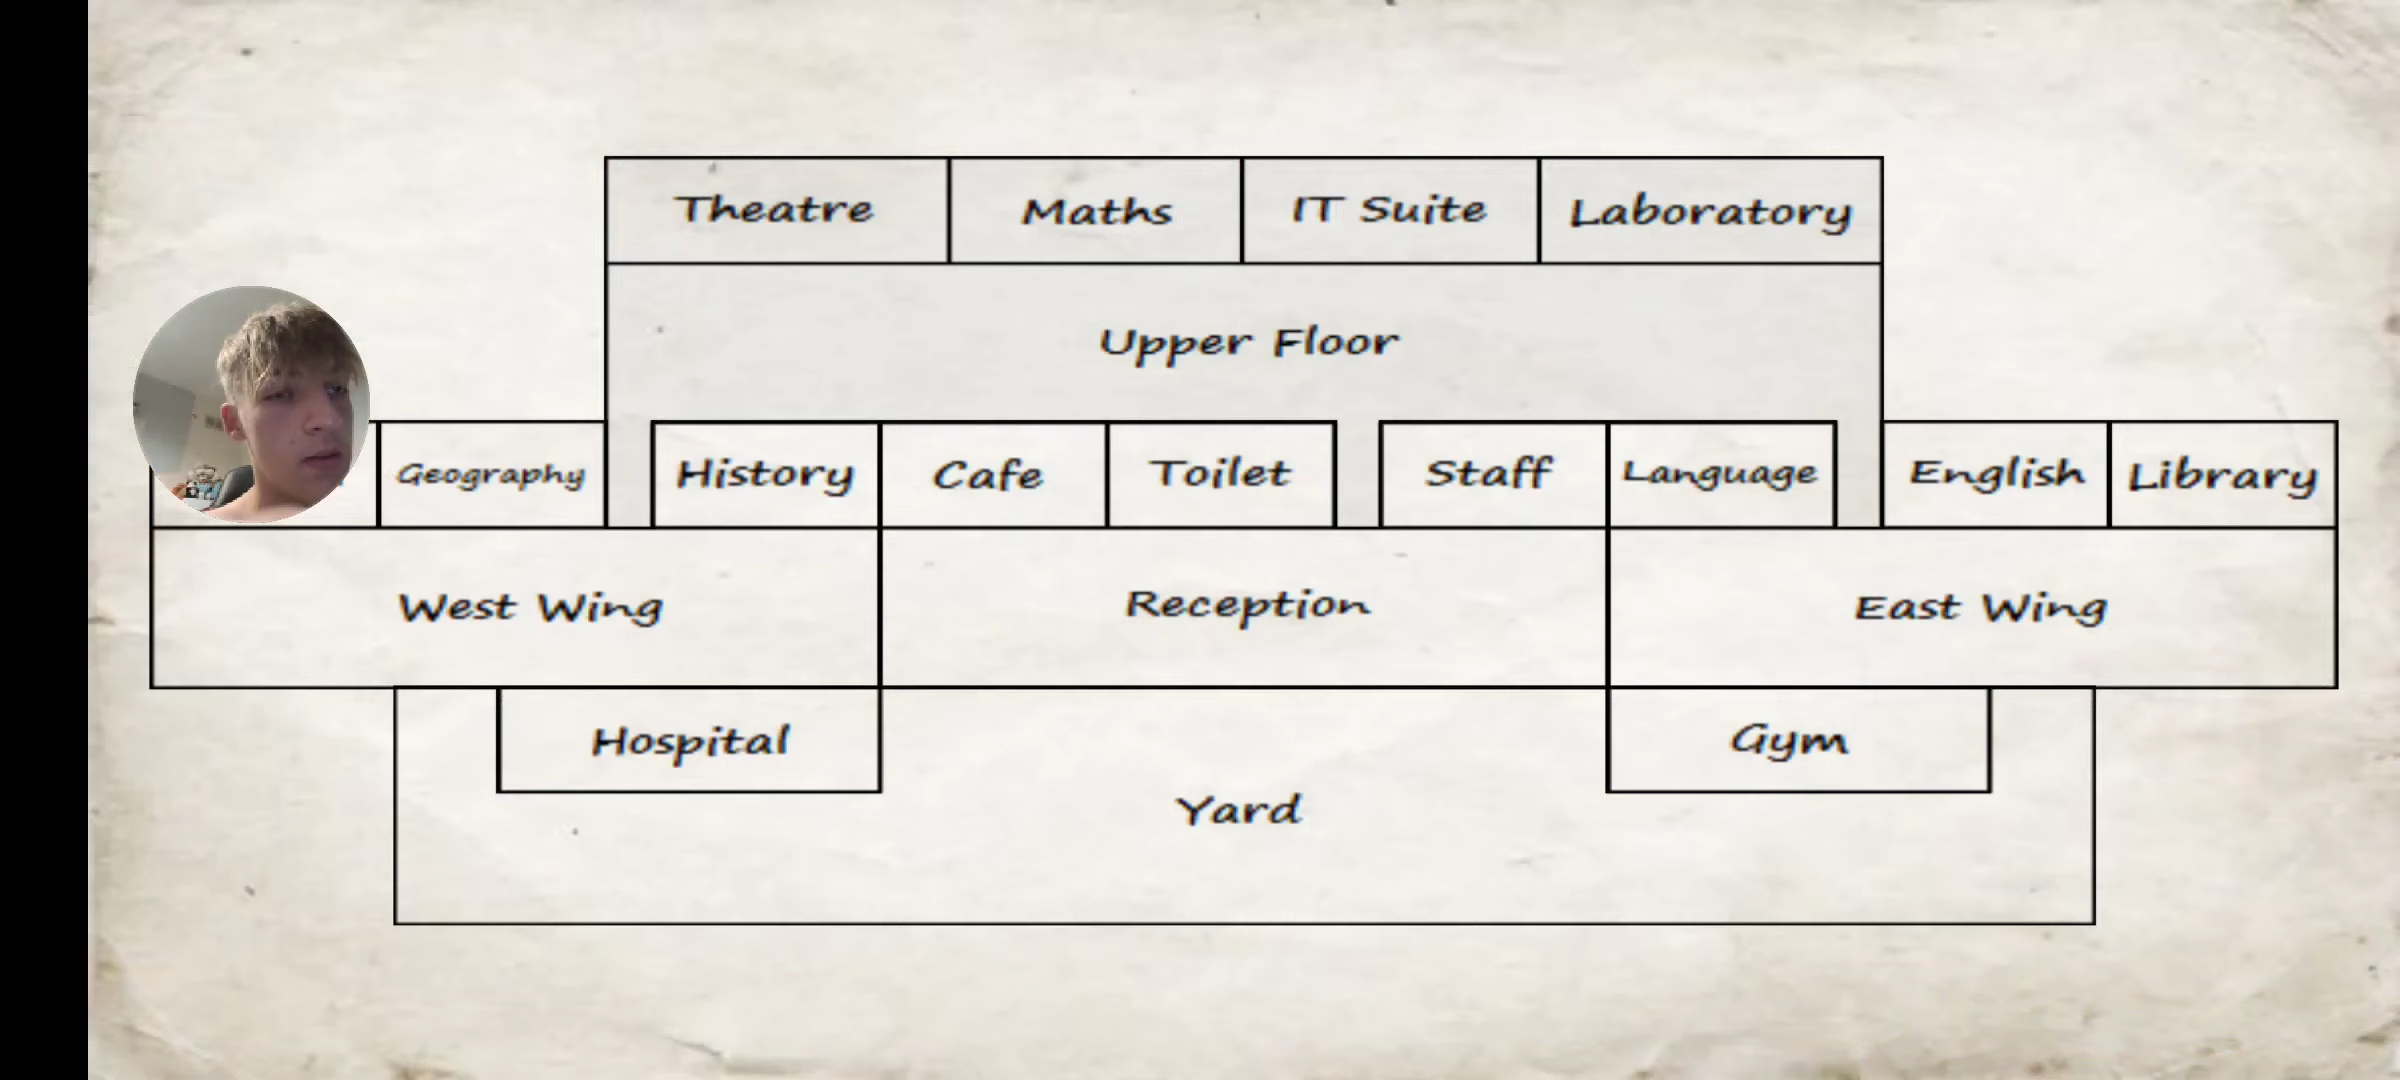 Theatre
Maths
IT Suite
Laboratory
Upper Floor
Geography
History
Cafe
Toilet
Staff
Language
English
Library
West Wing
Reception
East Wing
Hospital
Gym
Yard